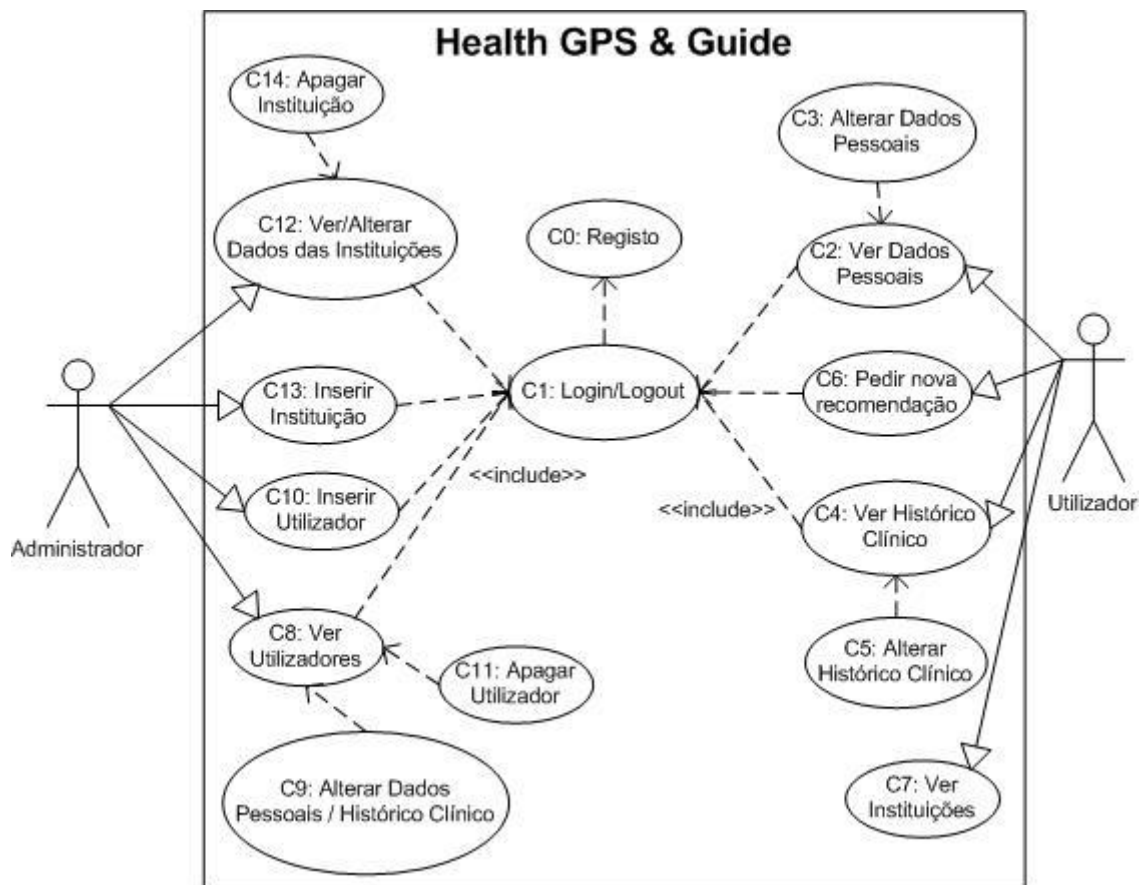 Health GPS & Guide
C14: Apagar
Instituição
C3: Alterar Dados
Pessoais
C12: Ver/Alterar
Dados das Instituições
C0: Registo
C2: Ver Dados
Pessoais
C13: Inserir
Instituição
C1: Login/Logout
C6: Pedir nova
recomendação
<<include>>
C10: Inserir
Utilizador
<<include>>
C4: Ver Histórico
Clínico
Administrador
Utilizador
C8: Ver
Utilizadores
C11: Apagar
Utilizador
C5: Alterar
Histórico Clínico
C9: Alterar Dados
Pessoais / Histórico Clínico
C7: Ver
Instituições